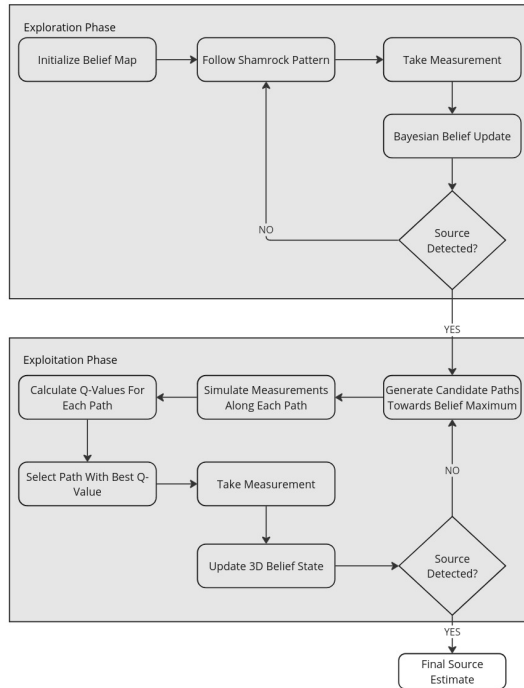 Exploration Phase
Initialize Belief Map
Follow Shamrock Pattern
Take Measurement
Bayesian Belief Update
Source
Detected?
NO
YES
Exploitation Phase
Generate Candidate Paths
Towards Belief Maximum
Simulate Measurements
Along Each Path
Calculate Q-Values For
Each Path
Select Path With Best Q-
Value
Take Measurement
Update 3D Belief State
Source
Detected?
NO
YES
Final Source
Estimate